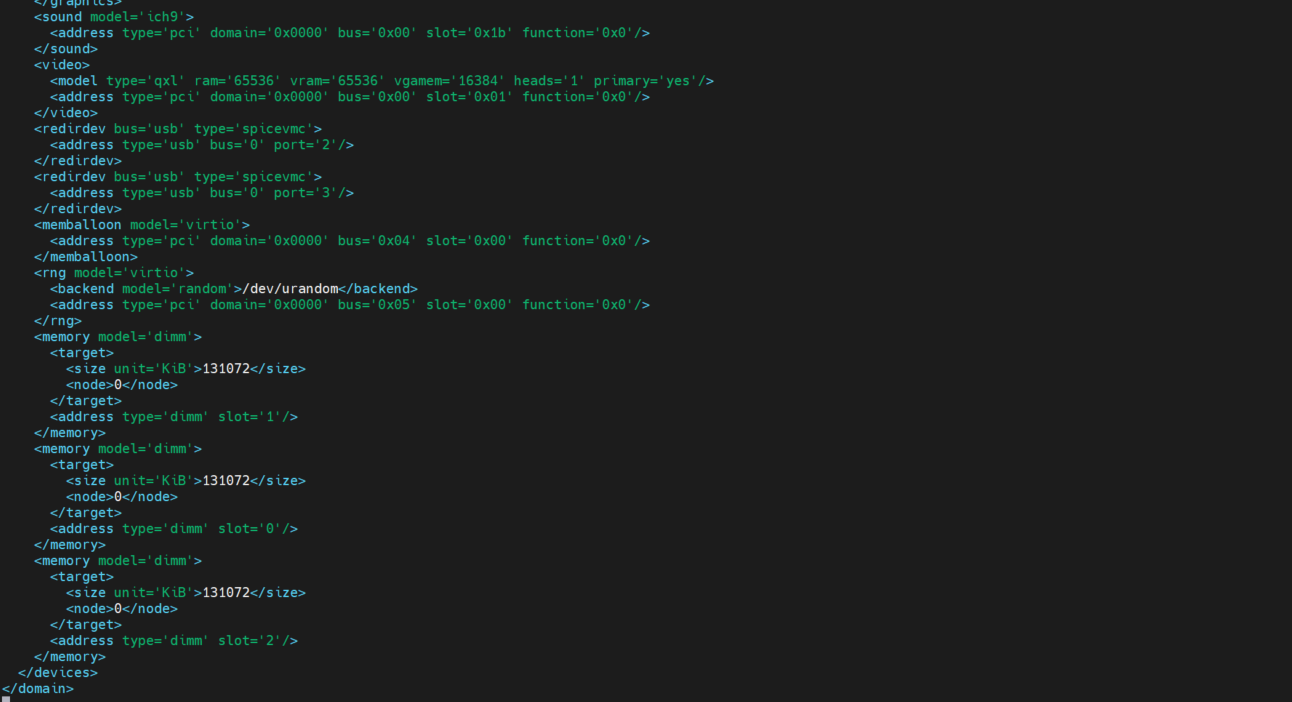 </graphics>
    <sound model='ich9'>
      <address type='pci' domain='0x0000' bus='0x00' slot='0x1b' function='0x0'/>
    </sound>
    <video>
      <model type='qxl' ram='65536' vram='65536' vgamem='16384' heads='1' primary='yes'/>
      <address type='pci' domain='0x0000' bus='0x00' slot='0x01' function='0x0'/>
    </video>
    <redirdev bus='usb' type='spicevmc'>
      <address type='usb' bus='0' port='2'/>
    </redirdev>
    <redirdev bus='usb' type='spicevmc'>
      <address type='usb' bus='0' port='3'/>
    </redirdev>
    <memballoon model='virtio'>
      <address type='pci' domain='0x0000' bus='0x04' slot='0x00' function='0x0'/>
    </memballoon>
    <rng model='virtio'>
      <backend model='random'>/dev/urandom</backend>
      <address type='pci' domain='0x0000' bus='0x05' slot='0x00' function='0x0'/>
    </rng>
    <memory model='dimm'>
      <target>
        <size unit='KiB'>131072</size>
        <node>0</node>
      </target>
      <address type='dimm' slot='1'/>
    </memory>
    <memory model='dimm'>
      <target>
        <size unit='KiB'>131072</size>
        <node>0</node>
      </target>
      <address type='dimm' slot='0'/>
    </memory>
    <memory model='dimm'>
      <target>
        <size unit='KiB'>131072</size>
        <node>0</node>
      </target>
      <address type='dimm' slot='2'/>
    </memory>
  </devices>
</domain>